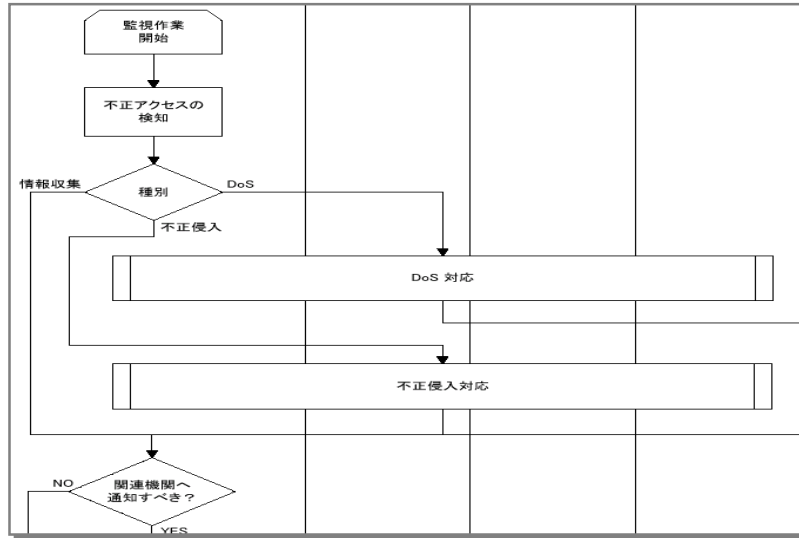 監視作業
開始
不正アクセスの
検知
情報収集
種別
DoS
不正侵入
DoS 対応
不正侵入対応
NO
関連機関へ
通知すべき?
YES